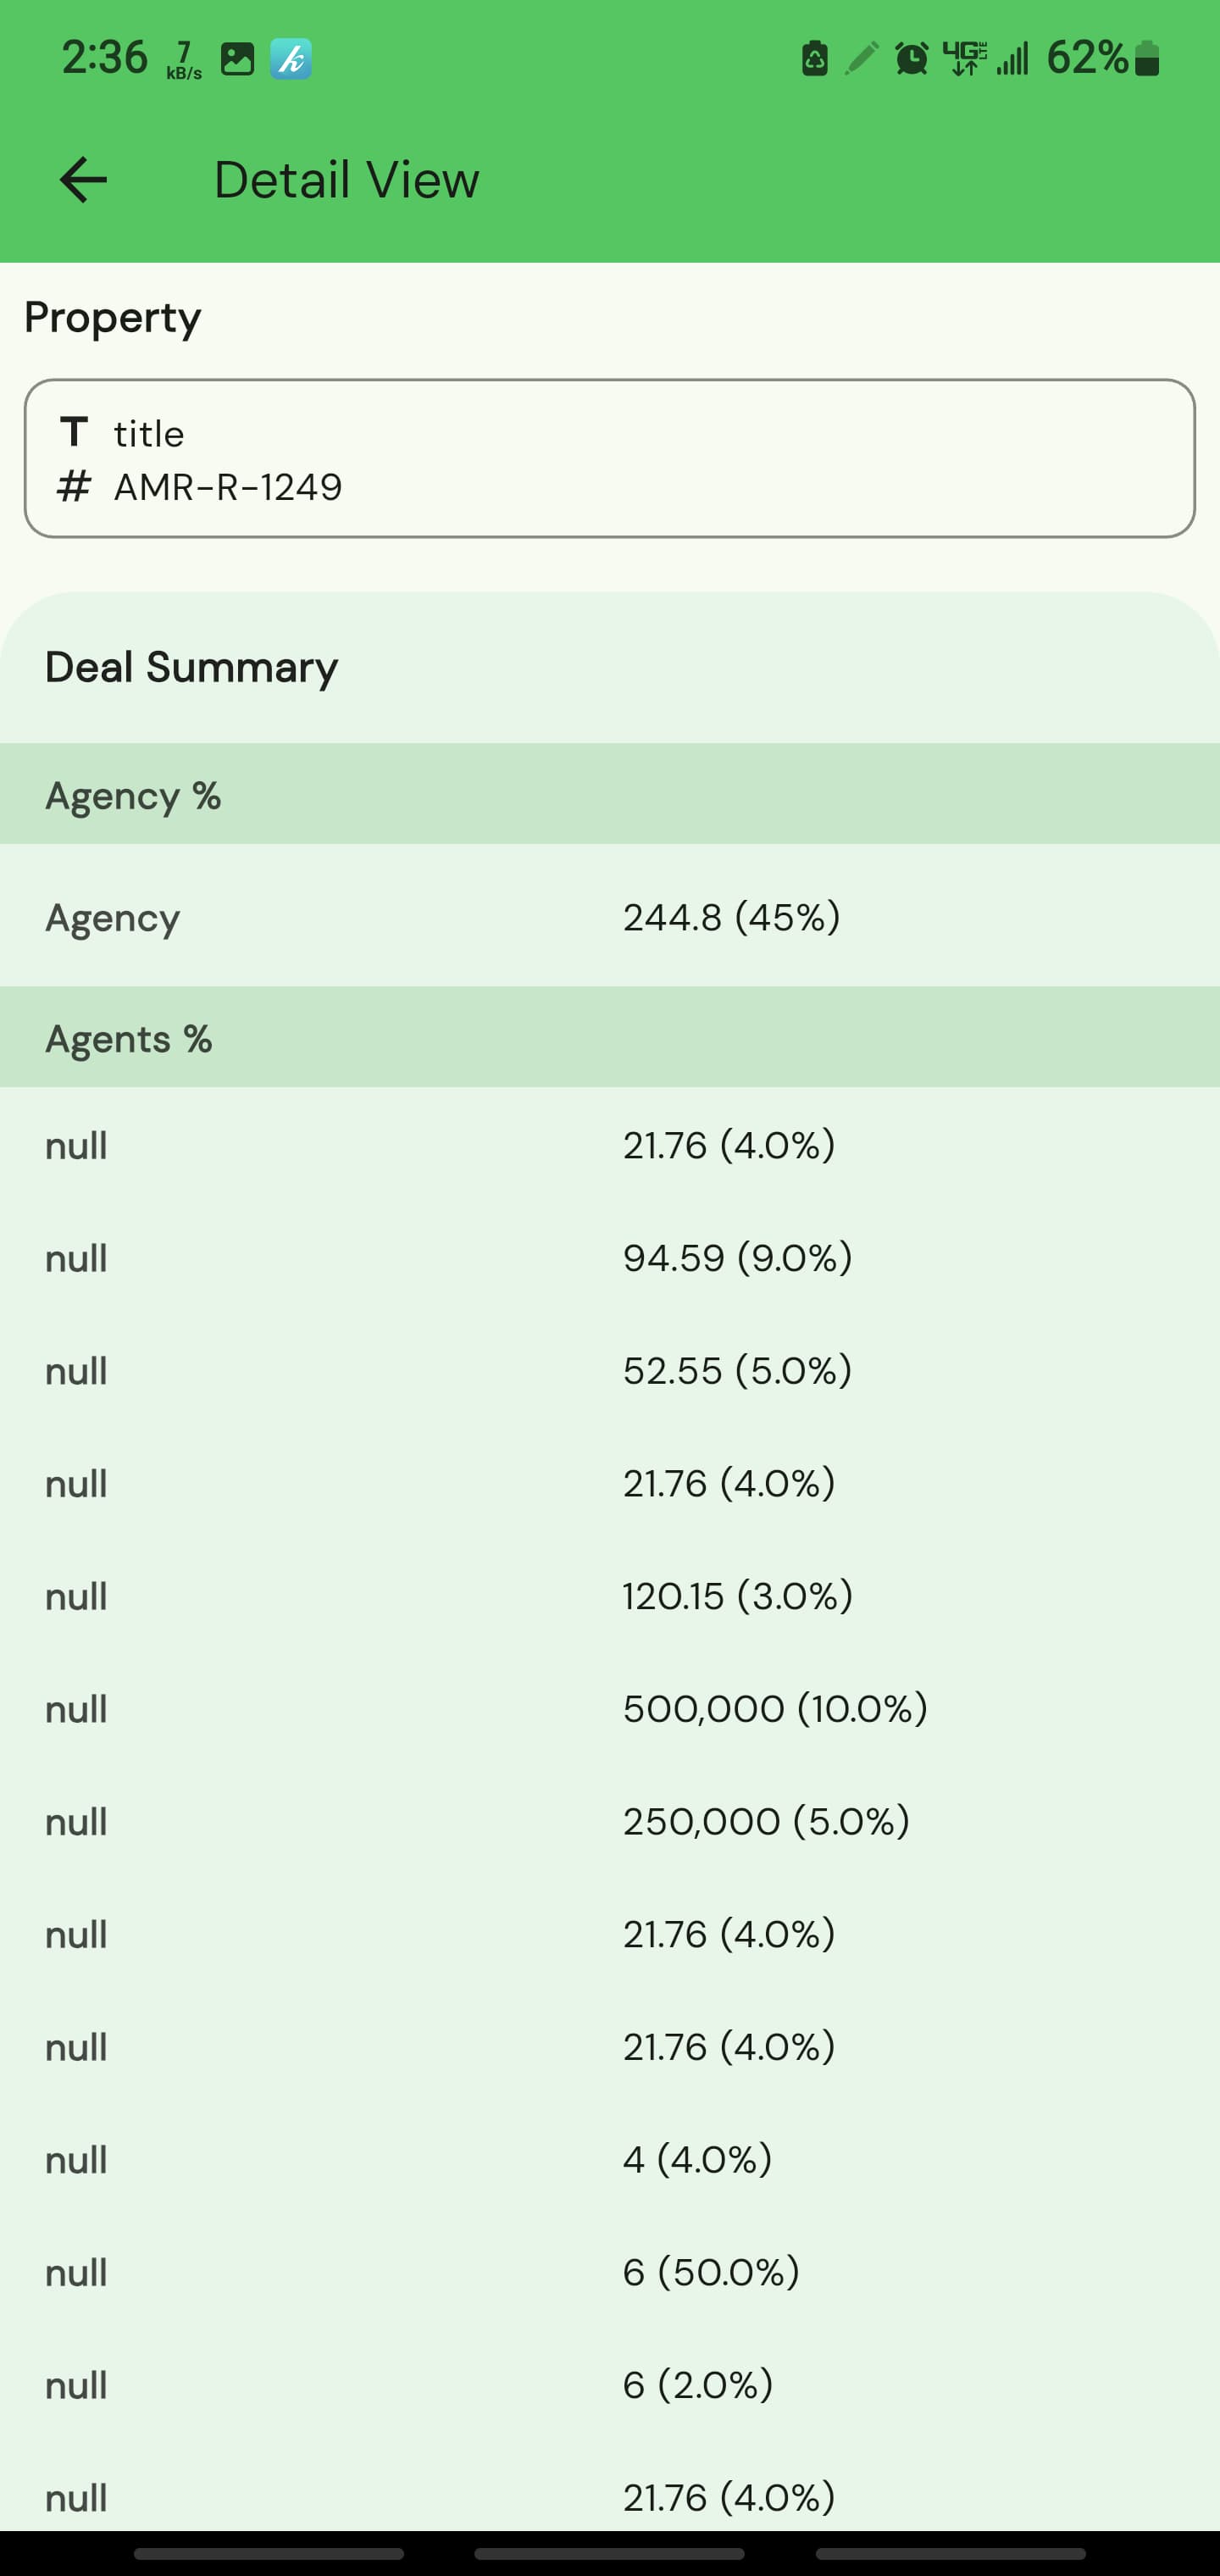 2:36 7 kB/s k 4G LTE 62%
Detail View
Property
T title
# AMR-R-1249
Deal Summary
Agency %
Agency 244.8 (45%)
Agents %
null 21.76 (4.0%)
null 94.59 (9.0%)
null 52.55 (5.0%)
null 21.76 (4.0%)
null 120.15 (3.0%)
null 500,000 (10.0%)
null 250,000 (5.0%)
null 21.76 (4.0%)
null 21.76 (4.0%)
null 4 (4.0%)
null 6 (50.0%)
null 6 (2.0%)
null 21.76 (4.0%)